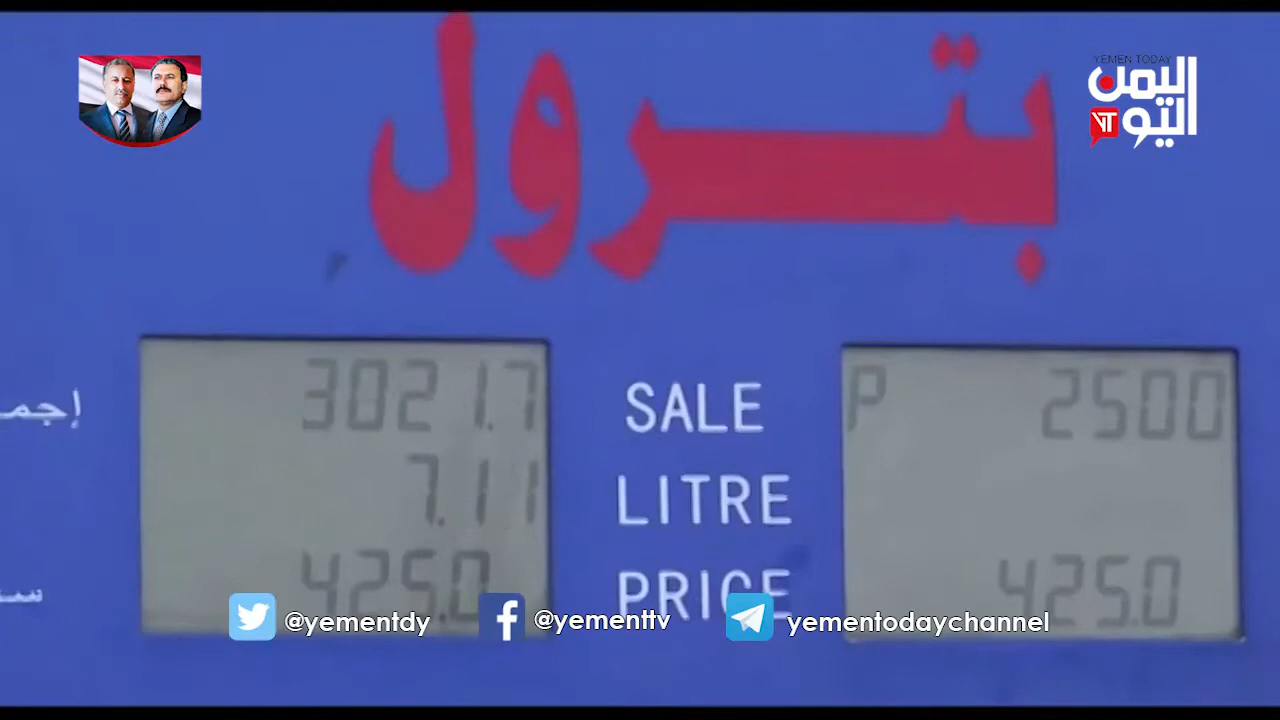 YEMEN TODAY
اليمن
اليوم
YT
بترول
3021.7
SALE
P 2500
7.11
LITRE
425.0
PRICE
425.0
@yementdy
@yementtv
yementodaychannel